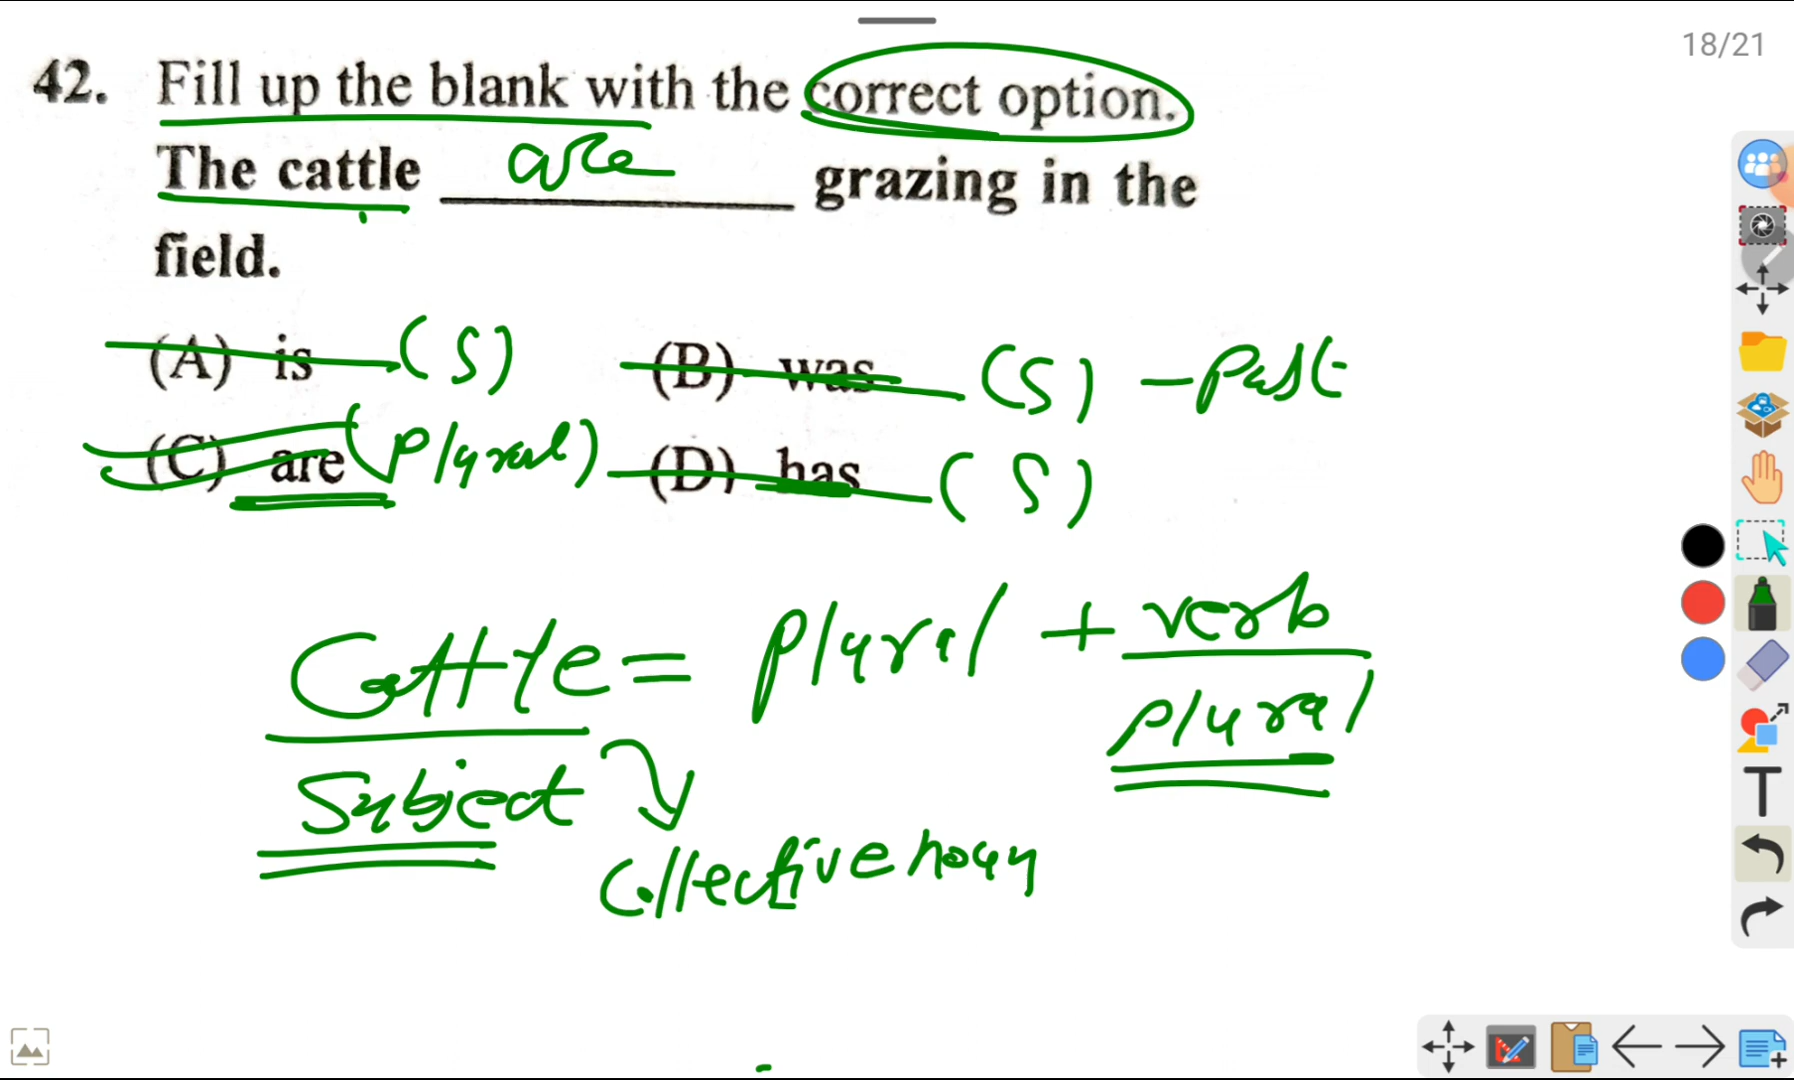 18/21
42. Fill up the blank with the correct option.
The cattle are grazing in the
field.
(A) is (S) (B) was (S) - Past
(C) are (Plural) (D) has (S)
Cattle = Plural + verb
plural
Subject
Collective noun
T